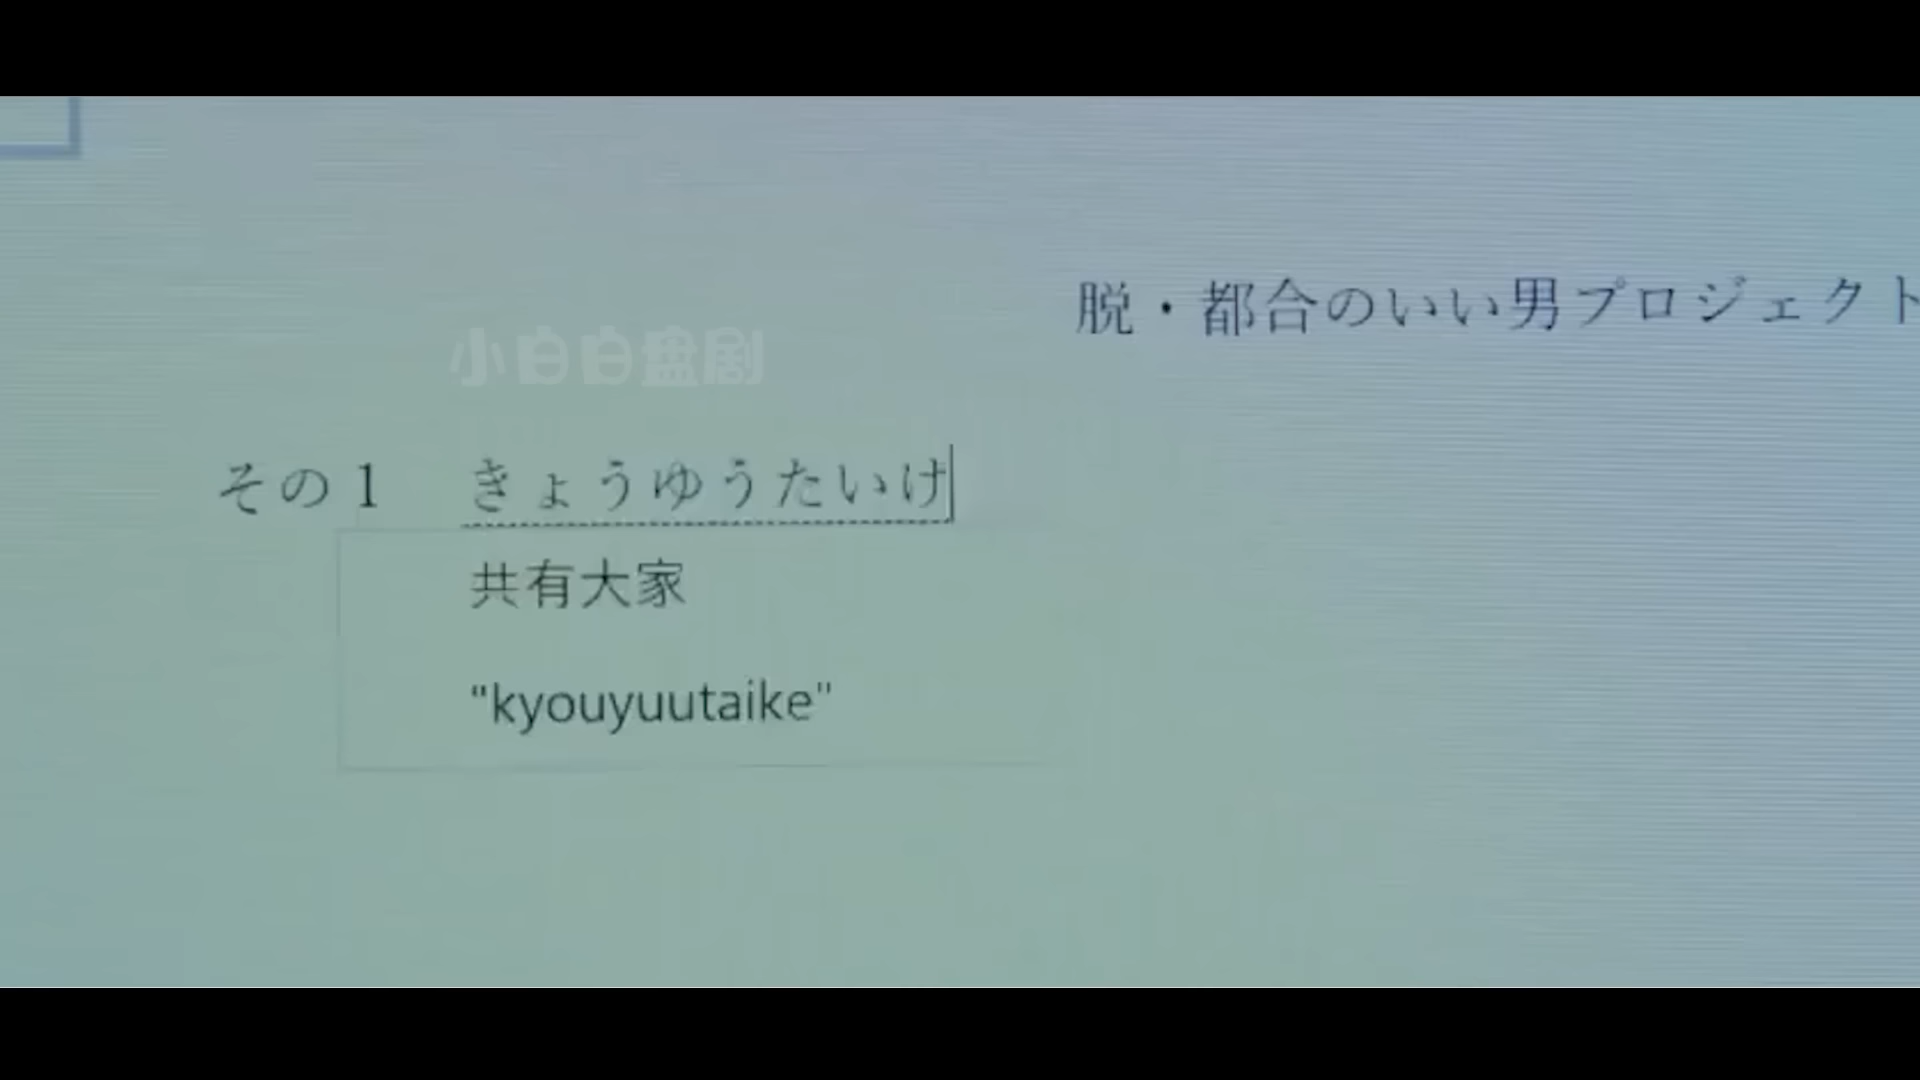 脱・都合のいい男プロジェクト
小白白盘剧
その1 きょうゆうたいけ
共有大家
"kyouyuutaike"